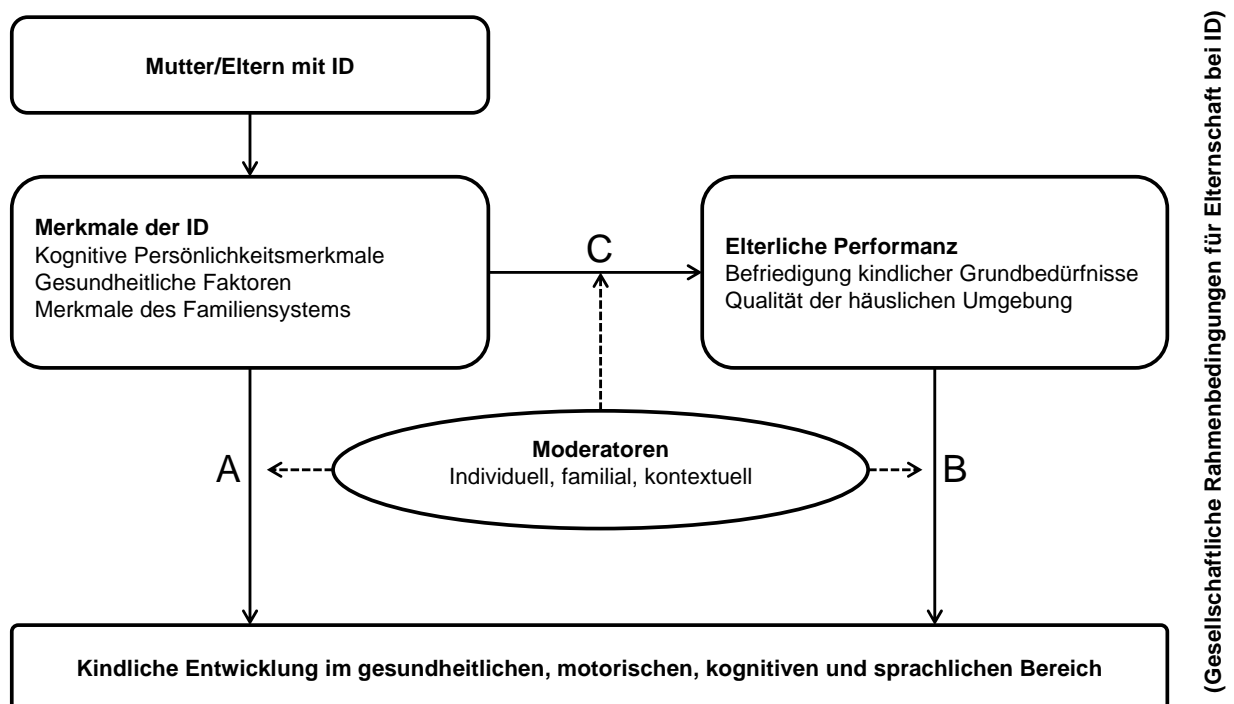 Mutter/Eltern mit ID
Merkmale der ID
Kognitive Persönlichkeitsmerkmale
Gesundheitliche Faktoren
Merkmale des Familiensystems
C
Elterliche Performanz
Befriedigung kindlicher Grundbedürfnisse
Qualität der häuslichen Umgebung
A
Moderatoren
Individuell, familial, kontextuell
B
Kindliche Entwicklung im gesundheitlichen, motorischen, kognitiven und sprachlichen Bereich
(Gesellschaftliche Rahmenbedingungen für Elternschaft bei ID)